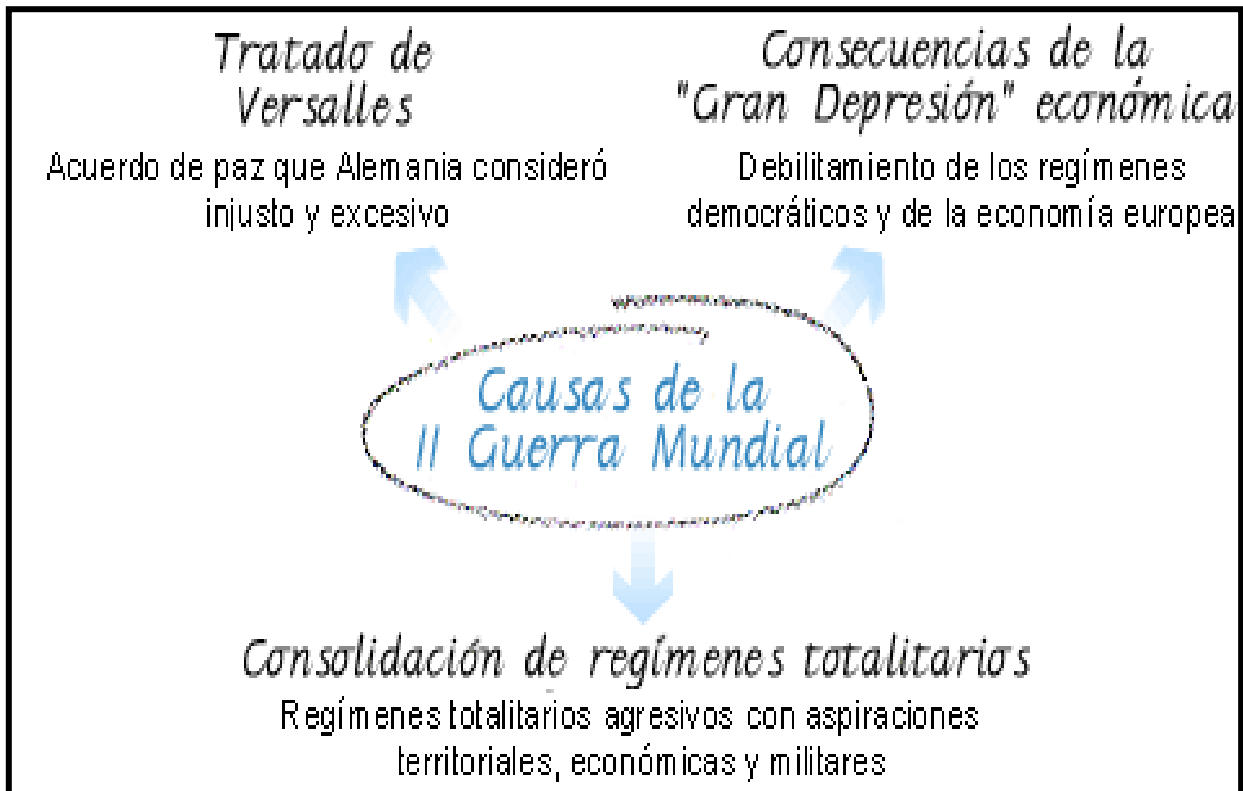 Tratado de
Versalles
Acuerdo de paz que Alemania consideró
injusto y excesivo
Consecuencias de la
"Gran Depresión" económica
Debilitamiento de los regímenes
democráticos y de la economía europea
Causas de la
II Guerra Mundial
Consolidación de regímenes totalitarios
Regímenes totalitarios agresivos con aspiraciones
territoriales, económicas y militares